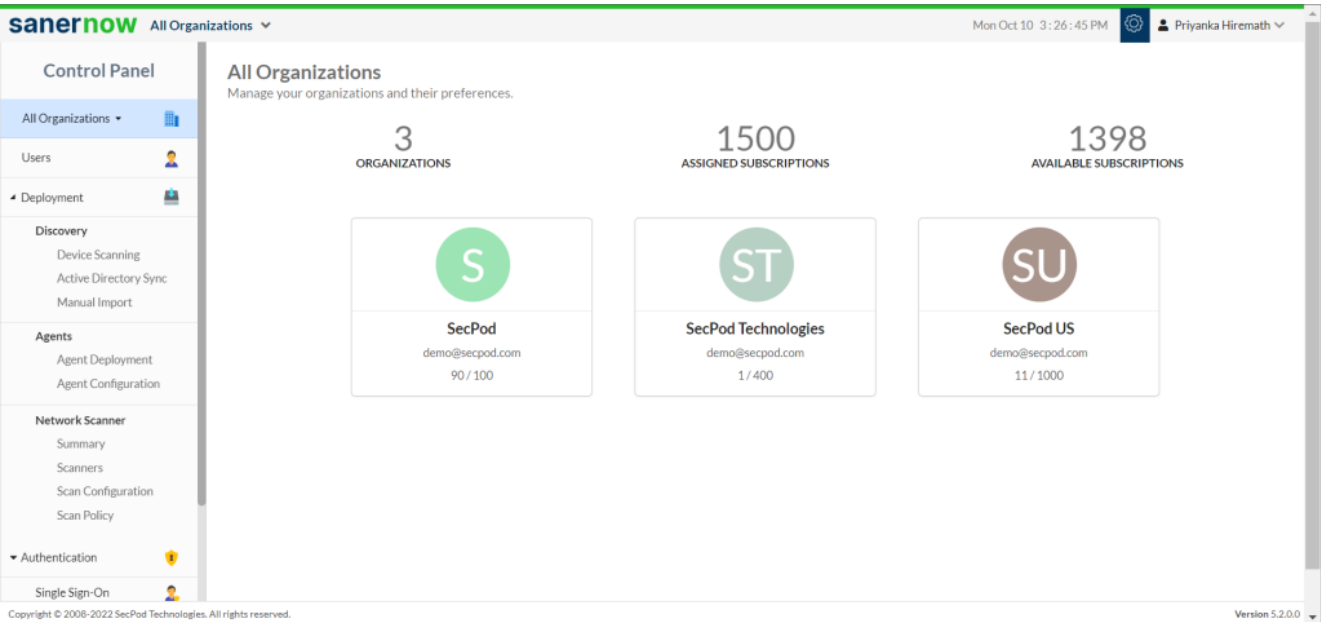 sanernow All Organizations
Mon Oct 10 3:26:45 PM Priyanka Hiremath
Control Panel
All Organizations
Users
Deployment
Discovery
Device Scanning
Active Directory Sync
Manual Import
Agents
Agent Deployment
Agent Configuration
Network Scanner
Summary
Scanners
Scan Configuration
Scan Policy
Authentication
Single Sign-On
All Organizations
Manage your organizations and their preferences.
3
ORGANIZATIONS
1500
ASSIGNED SUBSCRIPTIONS
1398
AVAILABLE SUBSCRIPTIONS
S
SecPod
demo@secpod.com
90 / 100
ST
SecPod Technologies
demo@secpod.com
1 / 400
SU
SecPod US
demo@secpod.com
11 / 1000
Copyright © 2008-2022 SecPod Technologies. All rights reserved.
Version 5.2.0.0